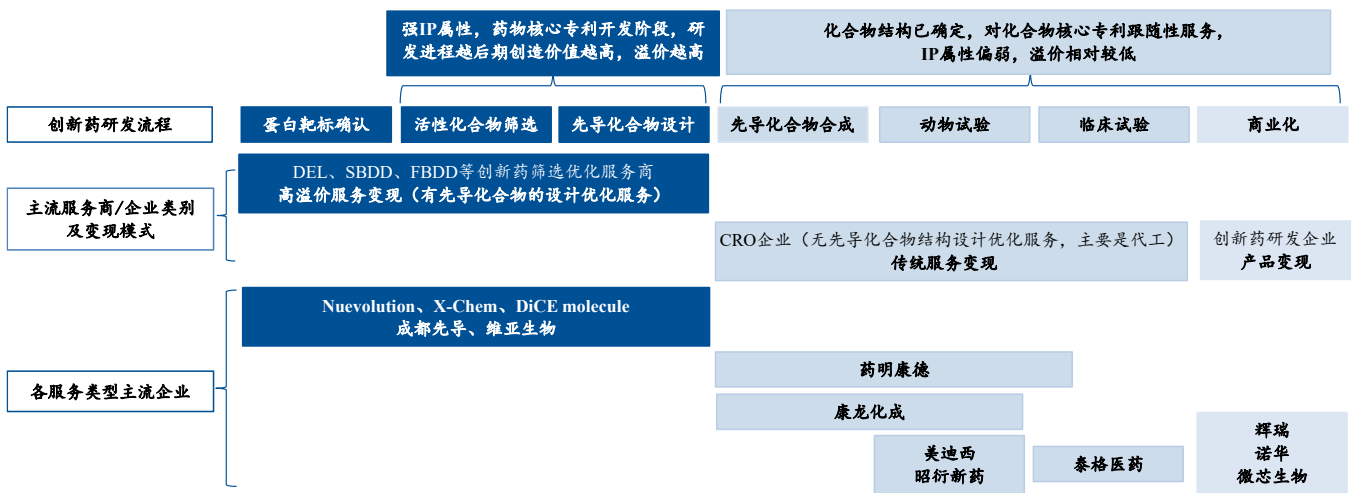 强IP属性，药物核心专利开发阶段，研
发进程越后期创造价值越高，溢价越高
化合物结构已确定，对化合物核心专利跟随性服务，
IP属性偏弱，溢价相对较低
创新药研发流程
蛋白靶标确认
活性化合物筛选
先导化合物设计
先导化合物合成
动物试验
临床试验
商业化
主流服务商/企业类别
及变现模式
DEL、SBDD、FBDD等创新药筛选优化服务商
高溢价服务变现（有先导化合物的设计优化服务）
CRO企业（无先导化合物结构设计优化服务，主要是代工）
传统服务变现
创新药研发企业
产品变现
各服务类型主流企业
Nuevolution、X-Chem、DiCE molecule
成都先导、维亚生物
药明康德
康龙化成
美迪西
昭衍新药
泰格医药
辉瑞
诺华
微芯生物